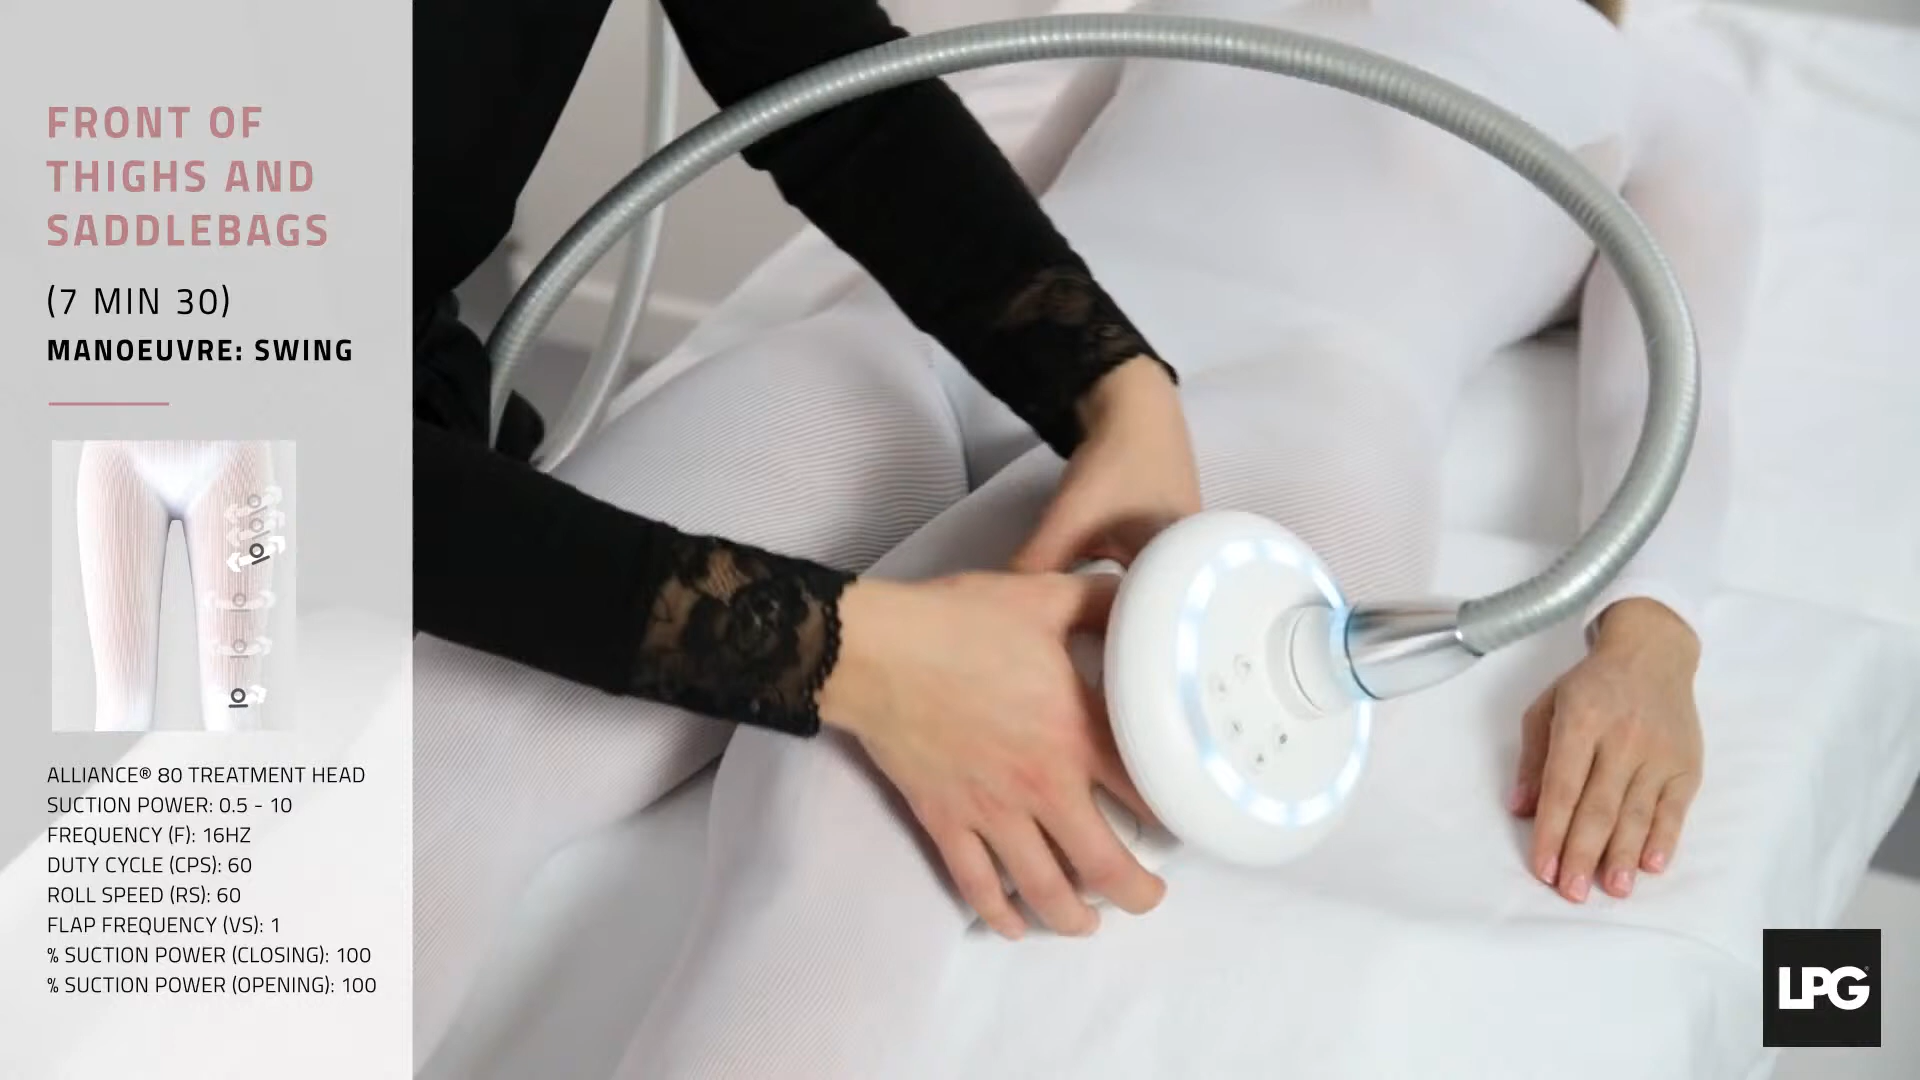 FRONT OF
THIGHS AND
SADDLEBAGS
(7 MIN 30)
MANOEUVRE: SWING
ALLIANCE® 80 TREATMENT HEAD
SUCTION POWER: 0.5 - 10
FREQUENCY (F): 16HZ
DUTY CYCLE (CPS): 60
ROLL SPEED (RS): 60
FLAP FREQUENCY (VS): 1
% SUCTION POWER (CLOSING): 100
% SUCTION POWER (OPENING): 100
LPG